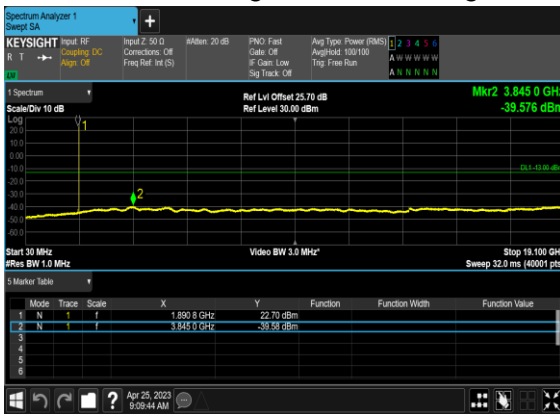 Spectrum Analyzer 1
Swept SA
KEYSIGHT
R T
LV
Input: RF
Coupling: DC
Align: Off
Input Z: 50 Ω
Corrections: Off
Freq Ref: Int (S)
#Atten: 20 dB
PNO: Fast
Gate: Off
IF Gain: Low
Sig Track: Off
Avg Type: Power (RMS)
Avg|Hold: 100/100
Trig: Free Run
1 2 3 4 5 6
A W W W W W
A N N N N N
1 Spectrum
Scale/Div 10 dB
Ref Lvl Offset 25.70 dB
Ref Level 30.00 dBm
Mkr2 3.845 0 GHz
-39.576 dBm
Log
20.0
10.0
0.00
-10.0
-20.0
-30.0
-40.0
-50.0
-60.0
1
2
DL1 -13.00 dBm
Start 30 MHz
#Res BW 1.0 MHz
Video BW 3.0 MHz*
Stop 19.100 GH
Sweep 32.0 ms (40001 pts
5 Marker Table
Mode Trace Scale X Y Function Function Width Function Value
1 N 1 f 1.890 8 GHz 22.70 dBm
2 N 1 f 3.845 0 GHz -39.58 dBm
3
4
5
6
?
Apr 25, 2023
9:09:44 AM